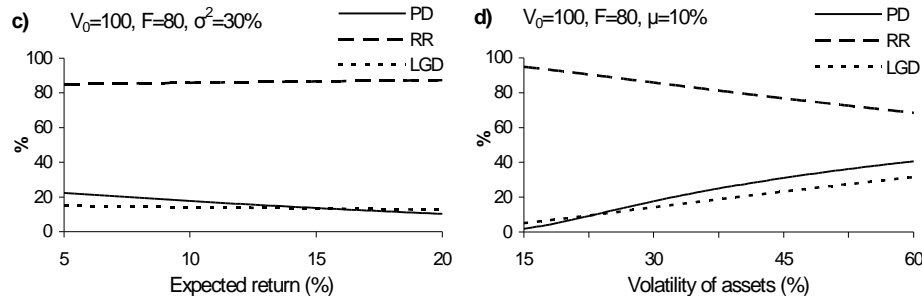 c) V₀=100, F=80, σ²=30%
PD
RR
LGD
100
80
60
40
20
0
%
5
10
15
20
Expected return (%)
d) V₀=100, F=80, μ=10%
PD
RR
LGD
100
80
60
40
20
0
%
15
30
45
60
Volatility of assets (%)